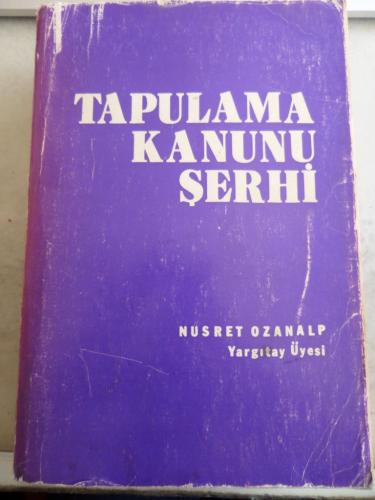 TAPULAMA
KANUNU
ŞERHİ
NUSRET OZANALP
Yargıtay Üyesi